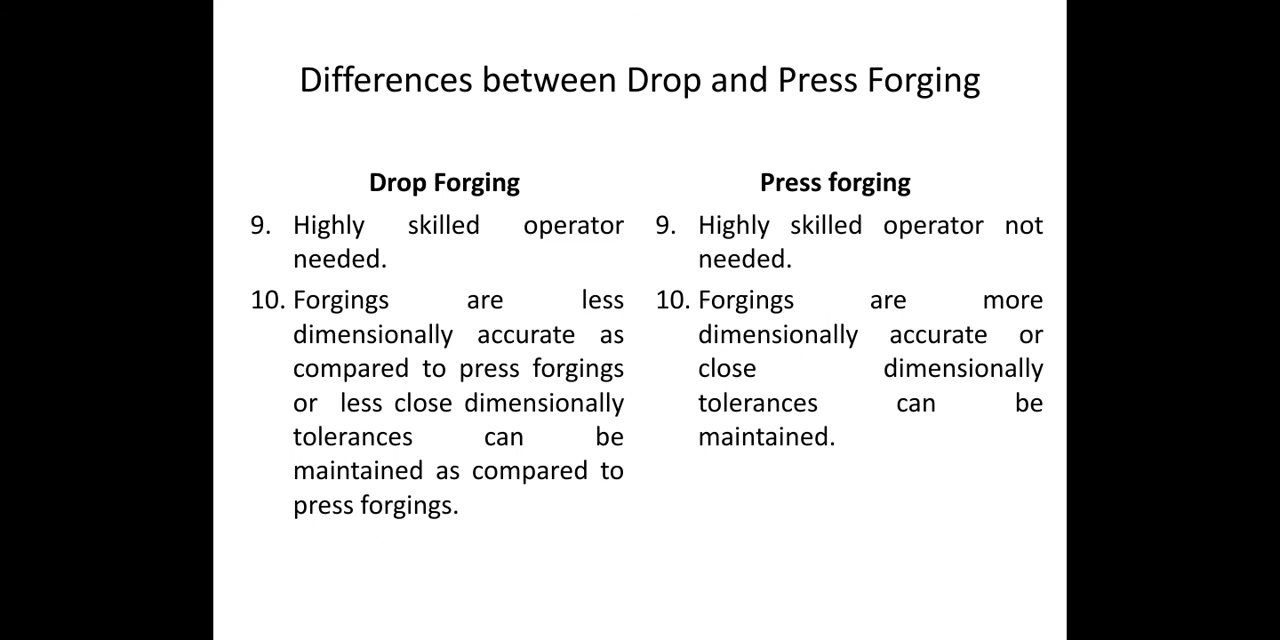 Differences between Drop and Press Forging
Drop Forging
9. Highly skilled operator
needed.
10. Forgings are less
dimensionally accurate as
compared to press forgings
or less close dimensionally
tolerances can be
maintained as compared to
press forgings.
Press forging
9. Highly skilled operator not
needed.
10. Forgings are more
dimensionally accurate or
close dimensionally
tolerances can be
maintained.